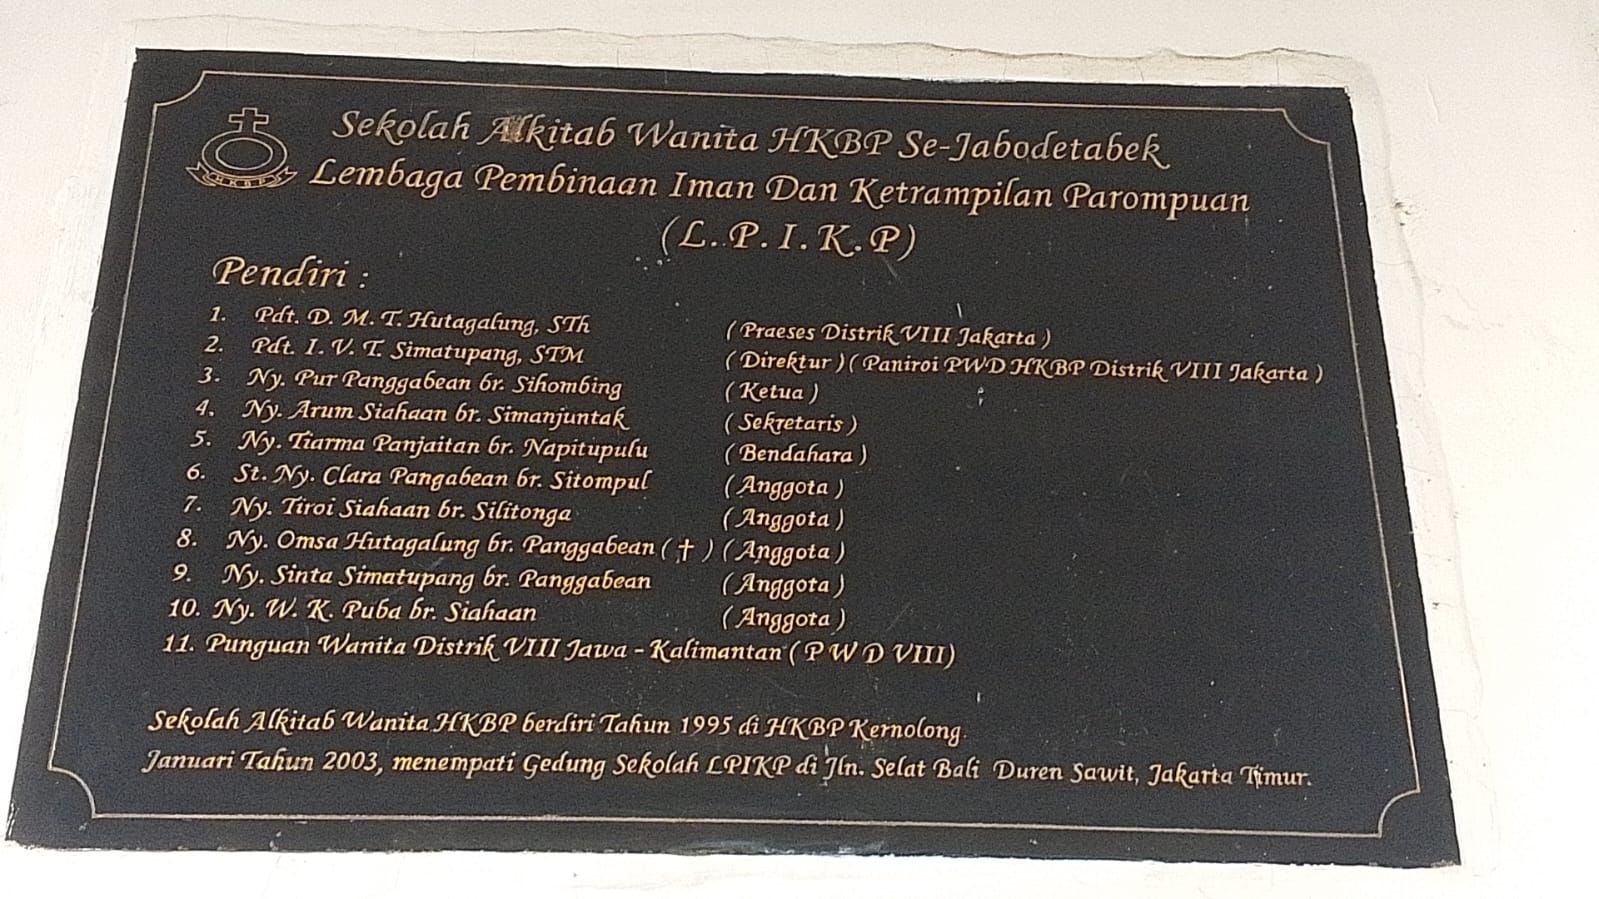 HKBP
Sekolah Alkitab Wanita HKBP Se-Jabodetabek
Lembaga Pembinaan Iman Dan Ketrampilan Parompuan
(L.P.I.K.P)
Pendiri :
1. Pdt. D. M. T. Hutagalung, STh (Praeses Distrik VIII Jakarta)
2. Pdt. I. V. T. Simatupang, STM (Direktur) (Paniroi PWD HKBP Distrik VIII Jakarta)
3. Ny. Pur Panggabean br. Sihombing (Ketua)
4. Ny. Arum Siahaan br. Simanjuntak (Sekretaris)
5. Ny. Tiarma Panjaitan br. Napitupulu (Bendahara)
6. St. Ny. Clara Pangabean br. Sitompul (Anggota)
7. Ny. Tiroi Siahaan br. Silitonga (Anggota)
8. Ny. Omsa Hutagalung br. Panggabean (†) (Anggota)
9. Ny. Sinta Simatupang br. Panggabean (Anggota)
10. Ny. W. K. Puba br. Siahaan (Anggota)
11. Punguan Wanita Distrik VIII Jawa - Kalimantan (PWD VIII)
Sekolah Alkitab Wanita HKBP berdiri Tahun 1995 di HKBP Kernolong.
Januari Tahun 2003, menempati Gedung Sekolah LPIKP di Jln. Selat Bali Duren Sawit, Jakarta Timur.